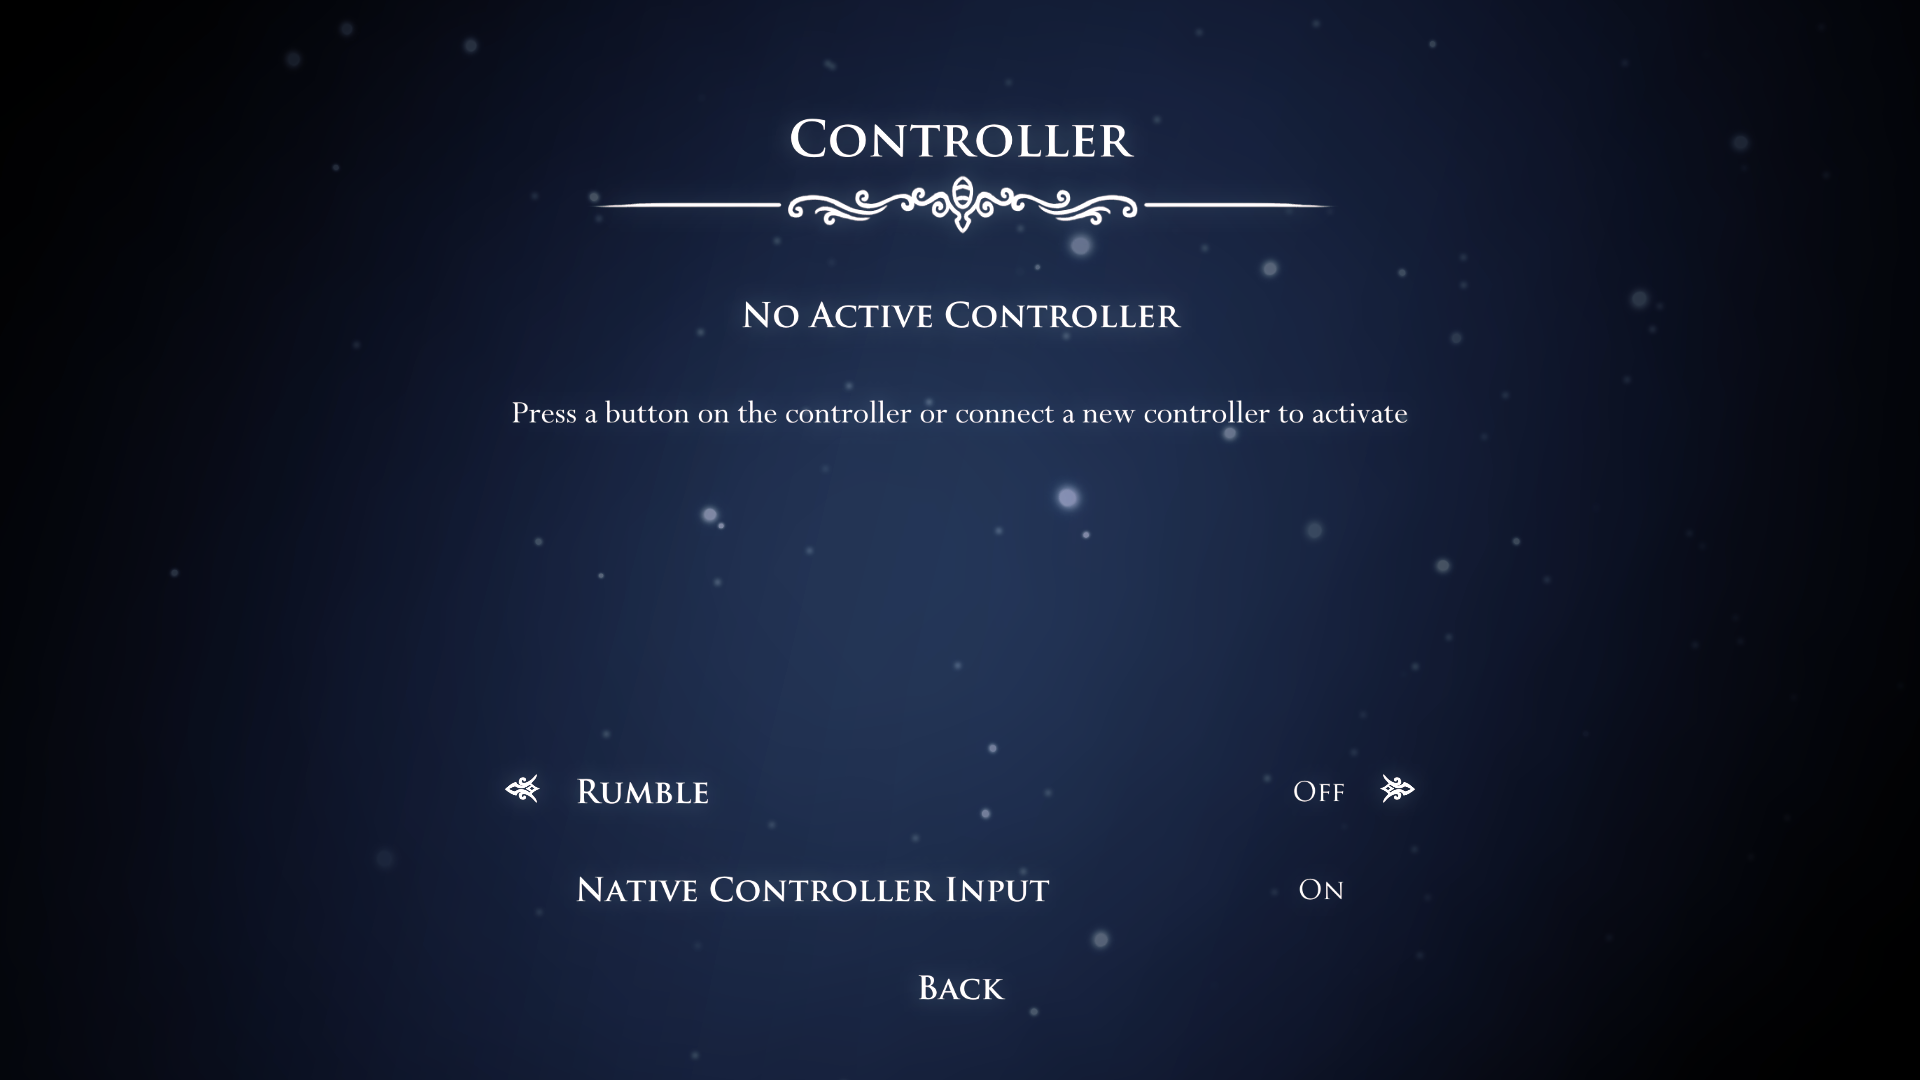 Controller
No Active Controller
Press a button on the controller or connect a new controller to activate
Rumble Off
Native Controller Input On
Back